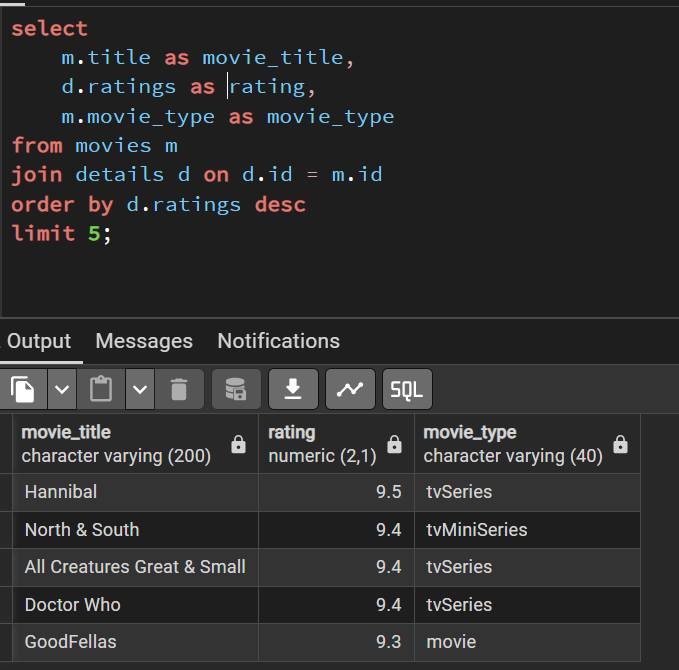 select
    m.title as movie_title,
    d.ratings as rating,
    m.movie_type as movie_type
from movies m
join details d on d.id = m.id
order by d.ratings desc
limit 5;
Output Messages Notifications
SQL
movie_title rating movie_type
character varying (200) numeric (2,1) character varying (40)
Hannibal 9.5 tvSeries
North & South 9.4 tvMiniSeries
All Creatures Great & Small 9.4 tvSeries
Doctor Who 9.4 tvSeries
GoodFellas 9.3 movie